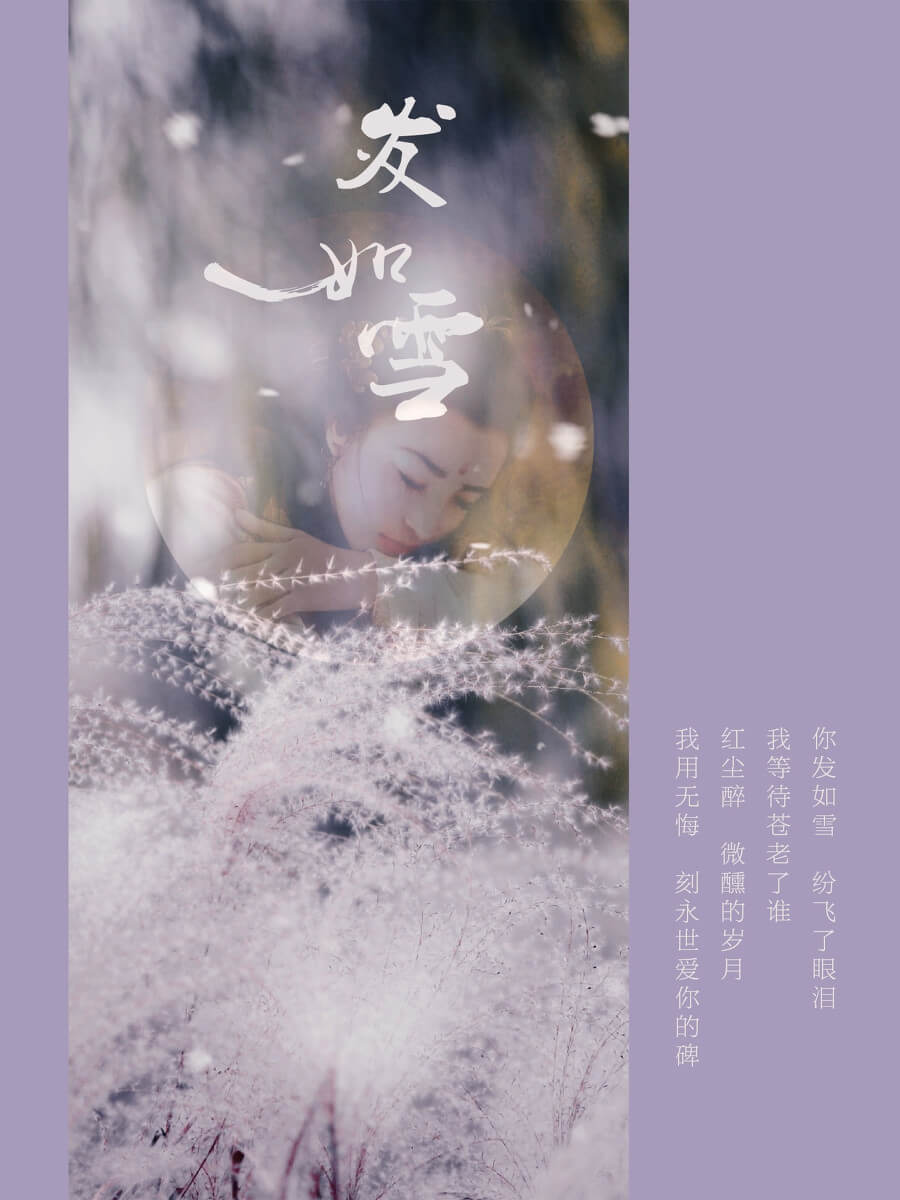 发如雪
你发如雪　纷飞了眼泪
我等待苍老了谁
红尘醉　微醺的岁月
我用无悔　刻永世爱你的碑